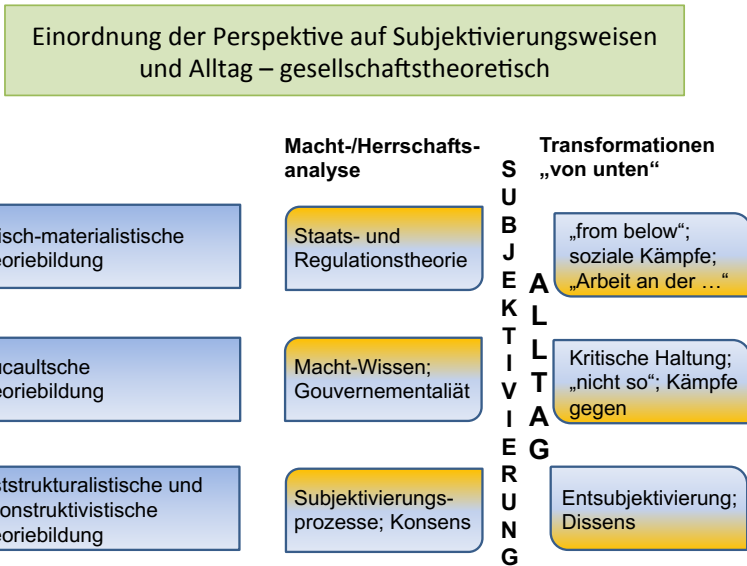 Einordnung der Perspektive auf Subjektivierungsweisen
und Alltag – gesellschaftstheoretisch
Macht-/Herrschafts-
analyse
Transformationen
„von unten“
isch-materialistische
eoriebildung
Staats- und
Regulationstheorie
„from below“;
soziale Kämpfe;
„Arbeit an der …“
ucaultsche
eoriebildung
Macht-Wissen;
Gouvernementaliät
Kritische Haltung;
„nicht so“; Kämpfe
gegen
ststrukturalistische und
konstruktivistische
eoriebildung
Subjektivierungs-
prozesse; Konsens
Entsubjektivierung;
Dissens
SUBJEKTIVIERUNG
ALLTAG